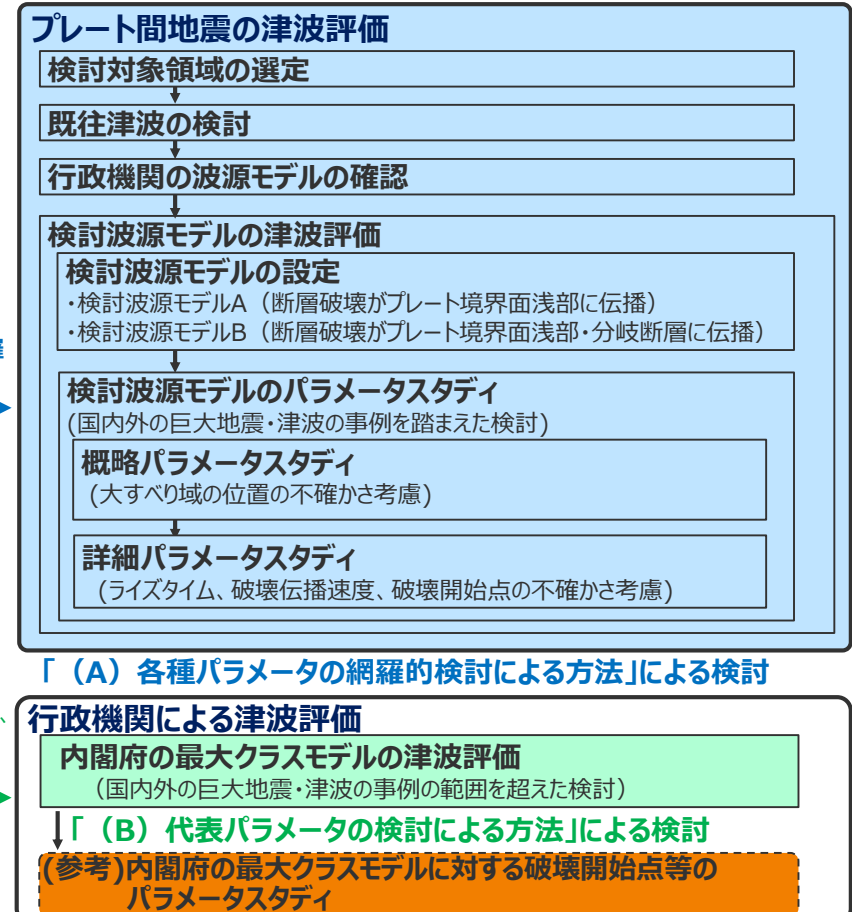 プレート間地震の津波評価
検討対象領域の選定
既往津波の検討
行政機関の波源モデルの確認
検討波源モデルの津波評価
検討波源モデルの設定
・検討波源モデルA（断層破壊がプレート境界面浅部に伝播）
・検討波源モデルB（断層破壊がプレート境界面浅部・分岐断層に伝播）
検討波源モデルのパラメータスタディ
(国内外の巨大地震・津波の事例を踏まえた検討)
概略パラメータスタディ
(大すべり域の位置の不確かさ考慮)
詳細パラメータスタディ
(ライズタイム、破壊伝播速度、破壊開始点の不確かさ考慮)
「（A）各種パラメータの網羅的検討による方法」による検討
行政機関による津波評価
内閣府の最大クラスモデルの津波評価
（国内外の巨大地震・津波の事例の範囲を超えた検討）
「（B）代表パラメータの検討による方法」による検討
(参考)内閣府の最大クラスモデルに対する破壊開始点等の
パラメータスタディ